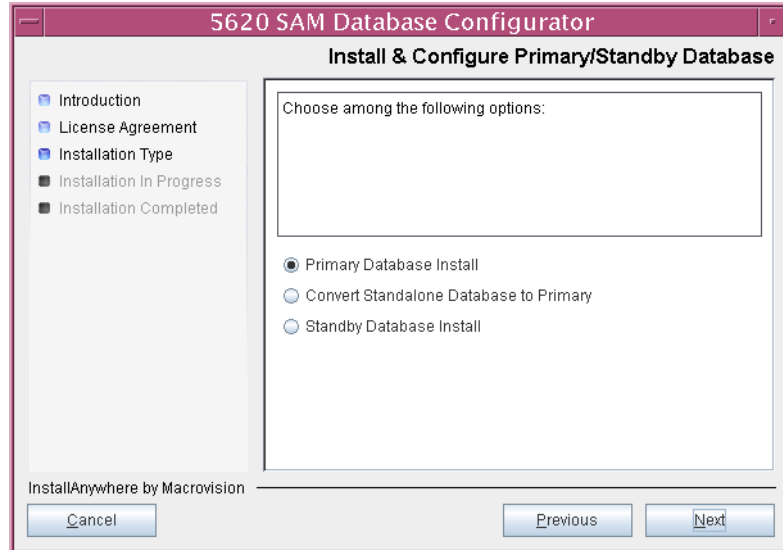 5620 SAM Database Configurator
Install & Configure Primary/Standby Database
Introduction
License Agreement
Installation Type
Installation In Progress
Installation Completed
Choose among the following options:
Primary Database Install
Convert Standalone Database to Primary
Standby Database Install
InstallAnywhere by Macrovision
Cancel
Previous
Next